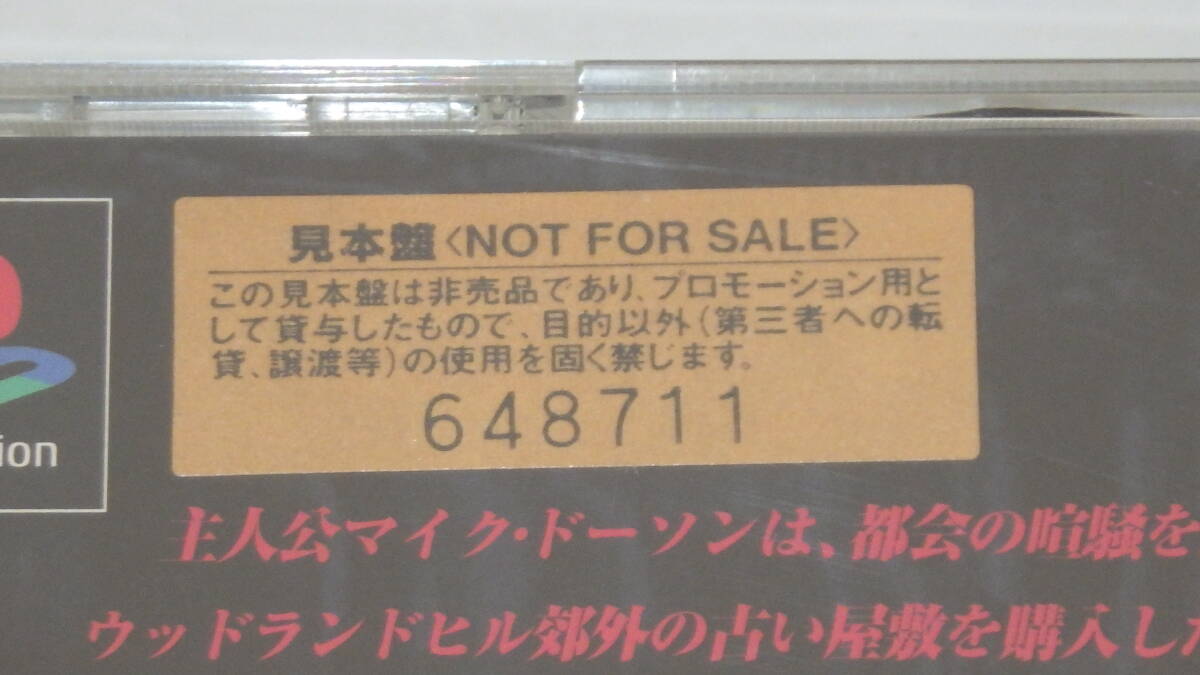 見本盤〈NOT FOR SALE〉
この見本盤は非売品であり、プロモーション用と
して貸与したもので、目的以外(第三者への転
貸、譲渡等)の使用を固く禁じます。
648711
ion
主人公マイク・ドーソンは、都会の喧騒を
ウッドランドヒル郊外の古い屋敷を購入した